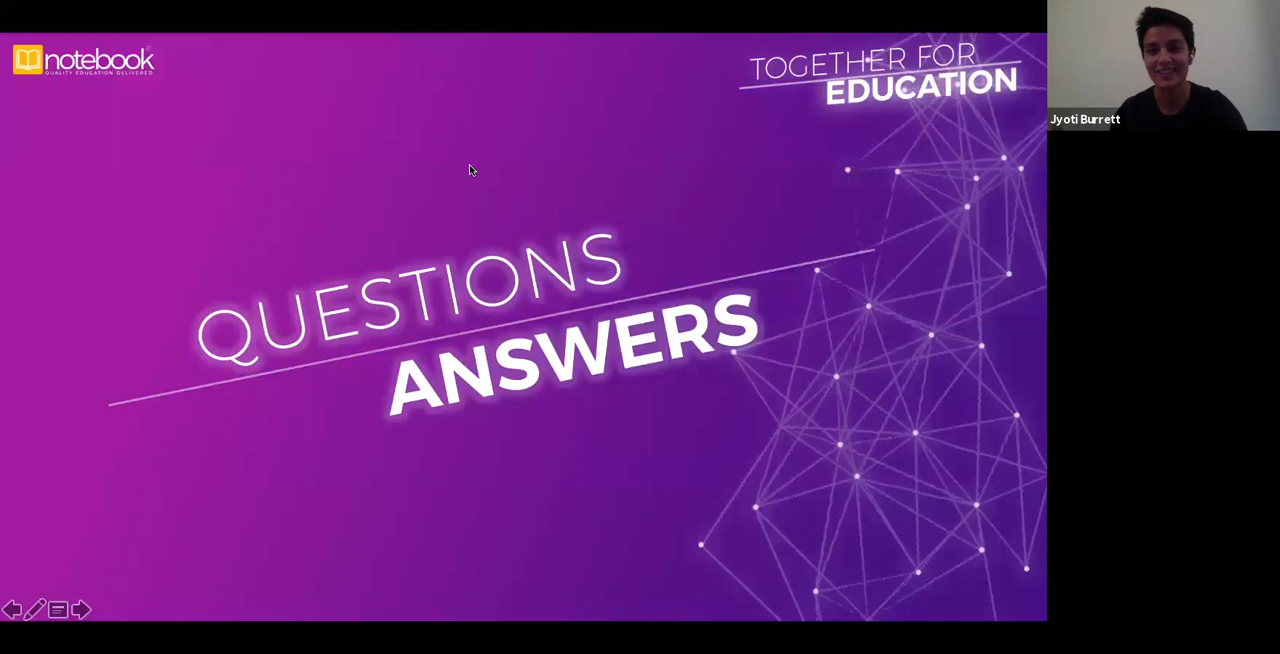 notebook
QUALITY EDUCATION DELIVERED
TOGETHER FOR
EDUCATION
Jyoti Burrett
QUESTIONS
ANSWERS